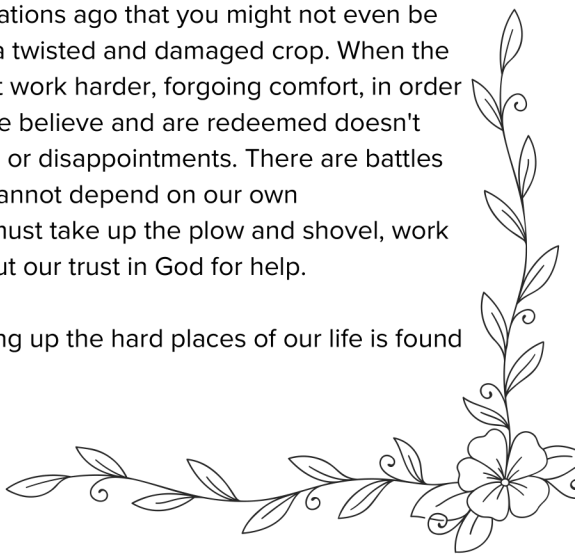 ations ago that you might not even be
a twisted and damaged crop. When the
t work harder, forgoing comfort, in order
e believe and are redeemed doesn't
or disappointments. There are battles
annot depend on our own
must take up the plow and shovel, work
ut our trust in God for help.
ng up the hard places of our life is found